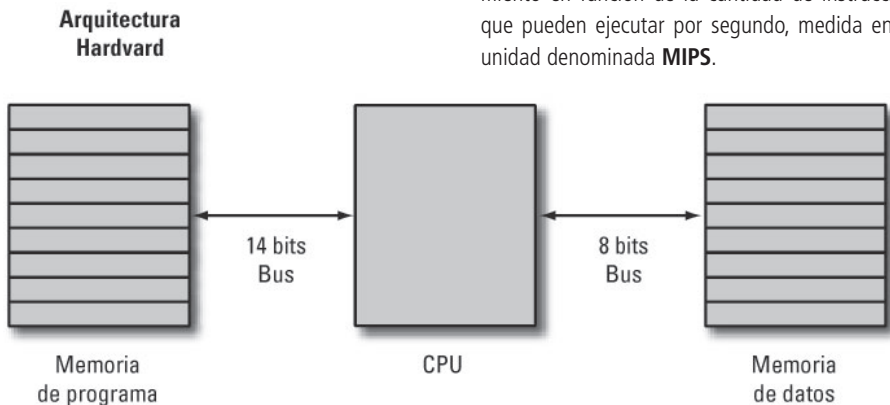 Arquitectura
Hardvard
miento en función de la cantidad de instrucc
que pueden ejecutar por segundo, medida en
unidad denominada MIPS.
14 bits
Bus
8 bits
Bus
Memoria
de programa
CPU
Memoria
de datos